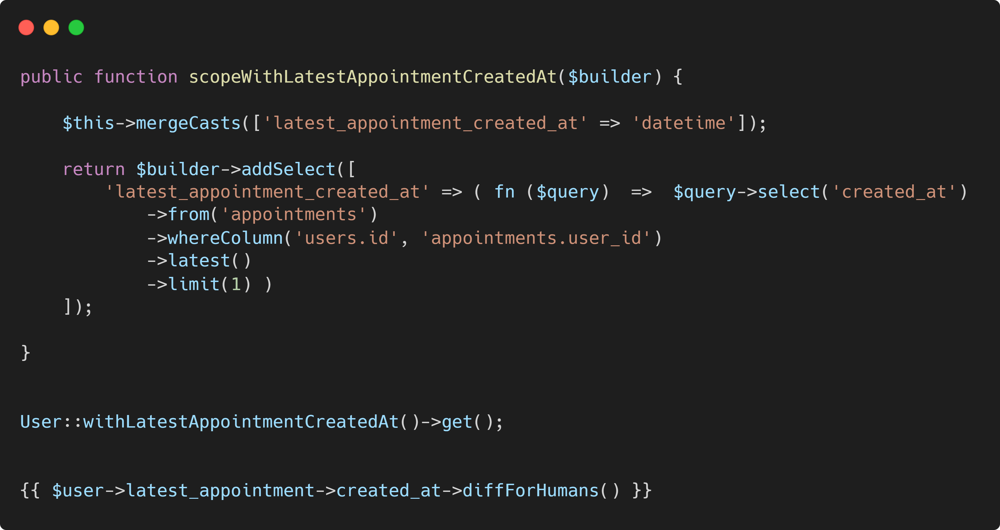 public function scopeWithLatestAppointmentCreatedAt($builder) {
    $this->mergeCasts(['latest_appointment_created_at' => 'datetime']);
    return $builder->addSelect([
        'latest_appointment_created_at' => ( fn ($query)  =>  $query->select('created_at')
            ->from('appointments')
            ->whereColumn('users.id', 'appointments.user_id')
            ->latest()
            ->limit(1) )
    ]);
}
User::withLatestAppointmentCreatedAt()->get();
{{ $user->latest_appointment->created_at->diffForHumans() }}